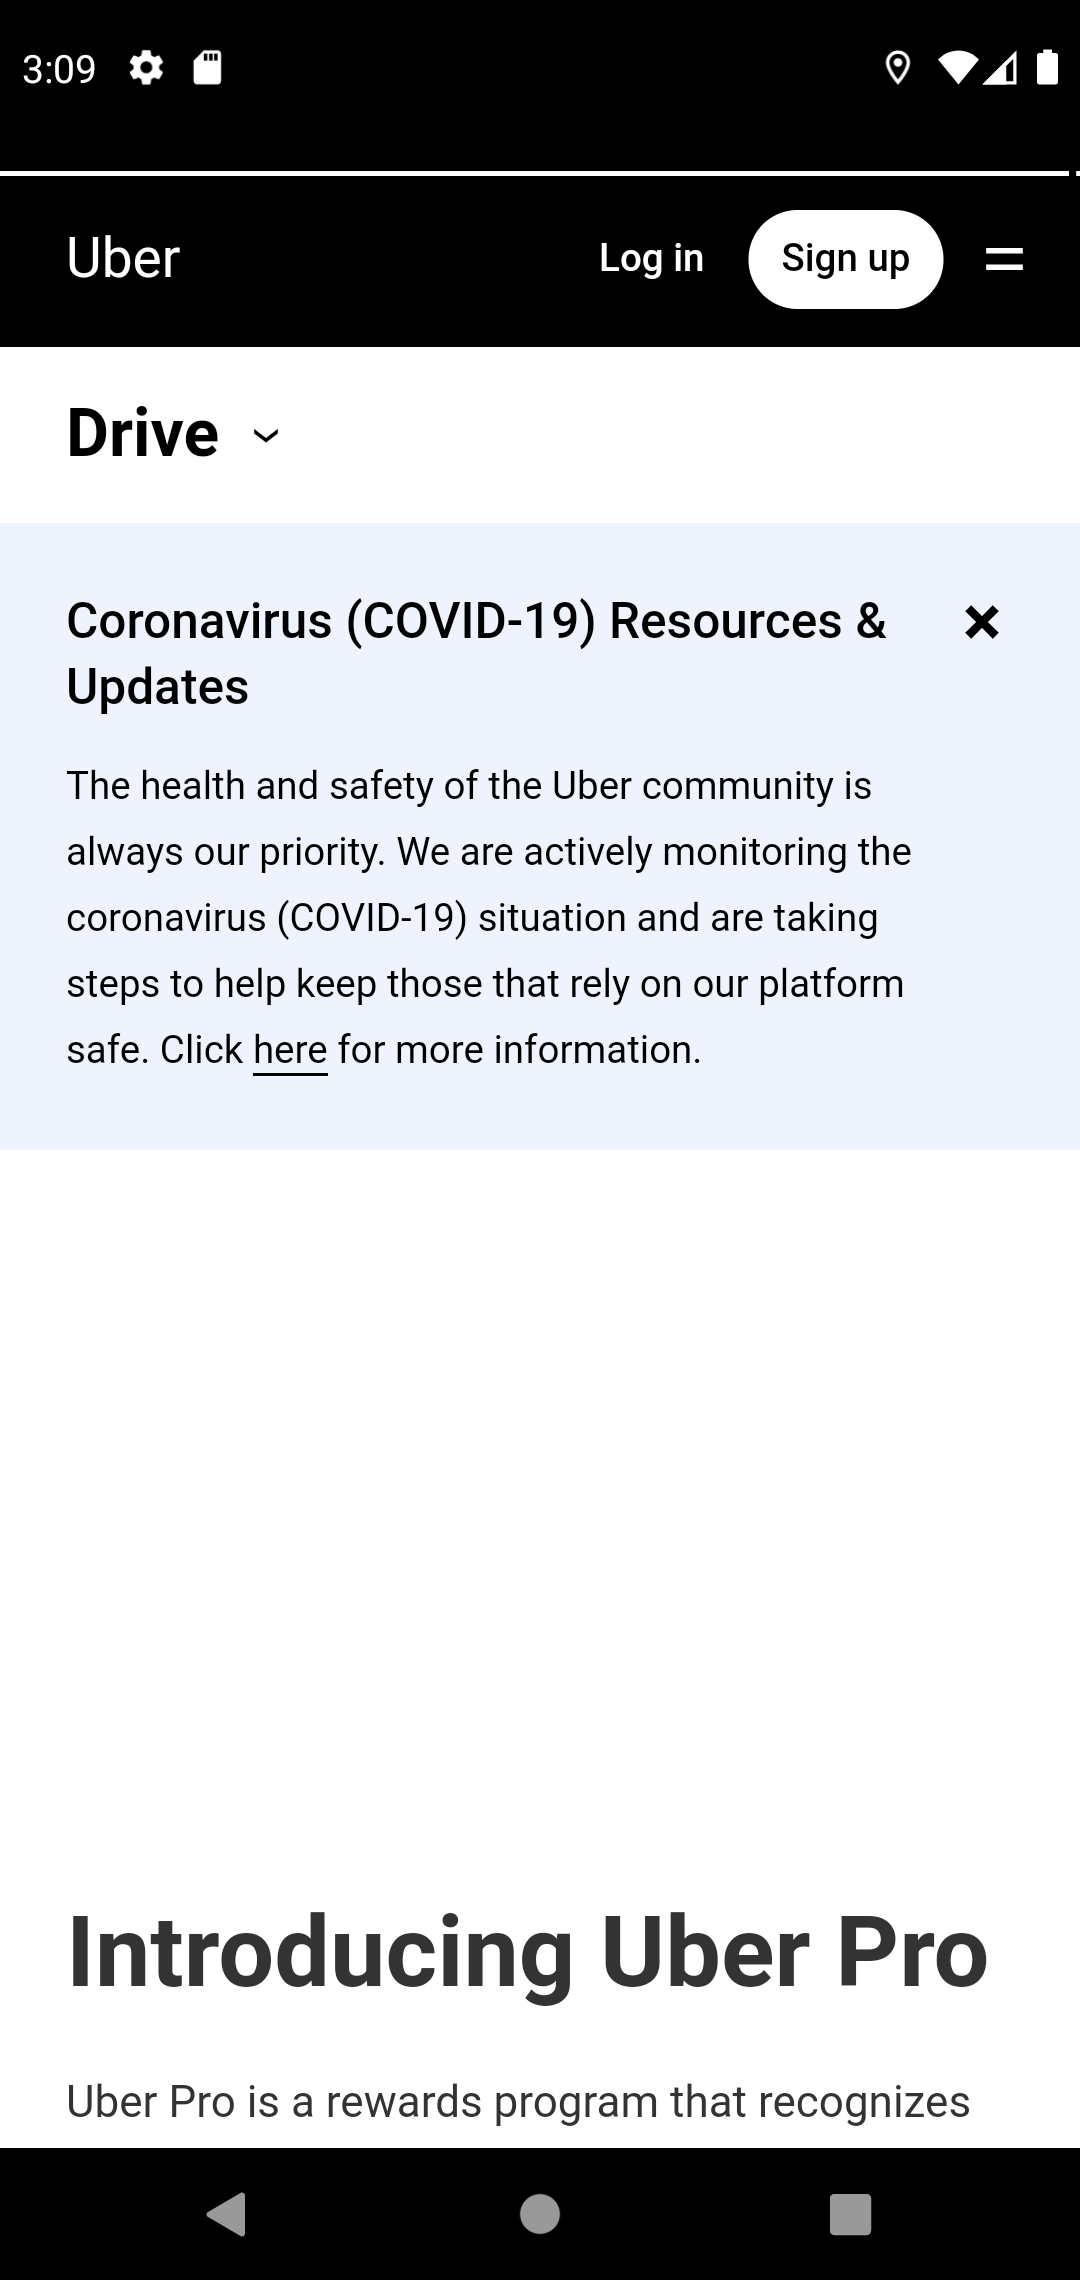 3:09
Uber
Log in
Sign up
Drive
Coronavirus (COVID-19) Resources &
Updates
The health and safety of the Uber community is
always our priority. We are actively monitoring the
coronavirus (COVID-19) situation and are taking
steps to help keep those that rely on our platform
safe. Click here for more information.
Introducing Uber Pro
Uber Pro is a rewards program that recognizes